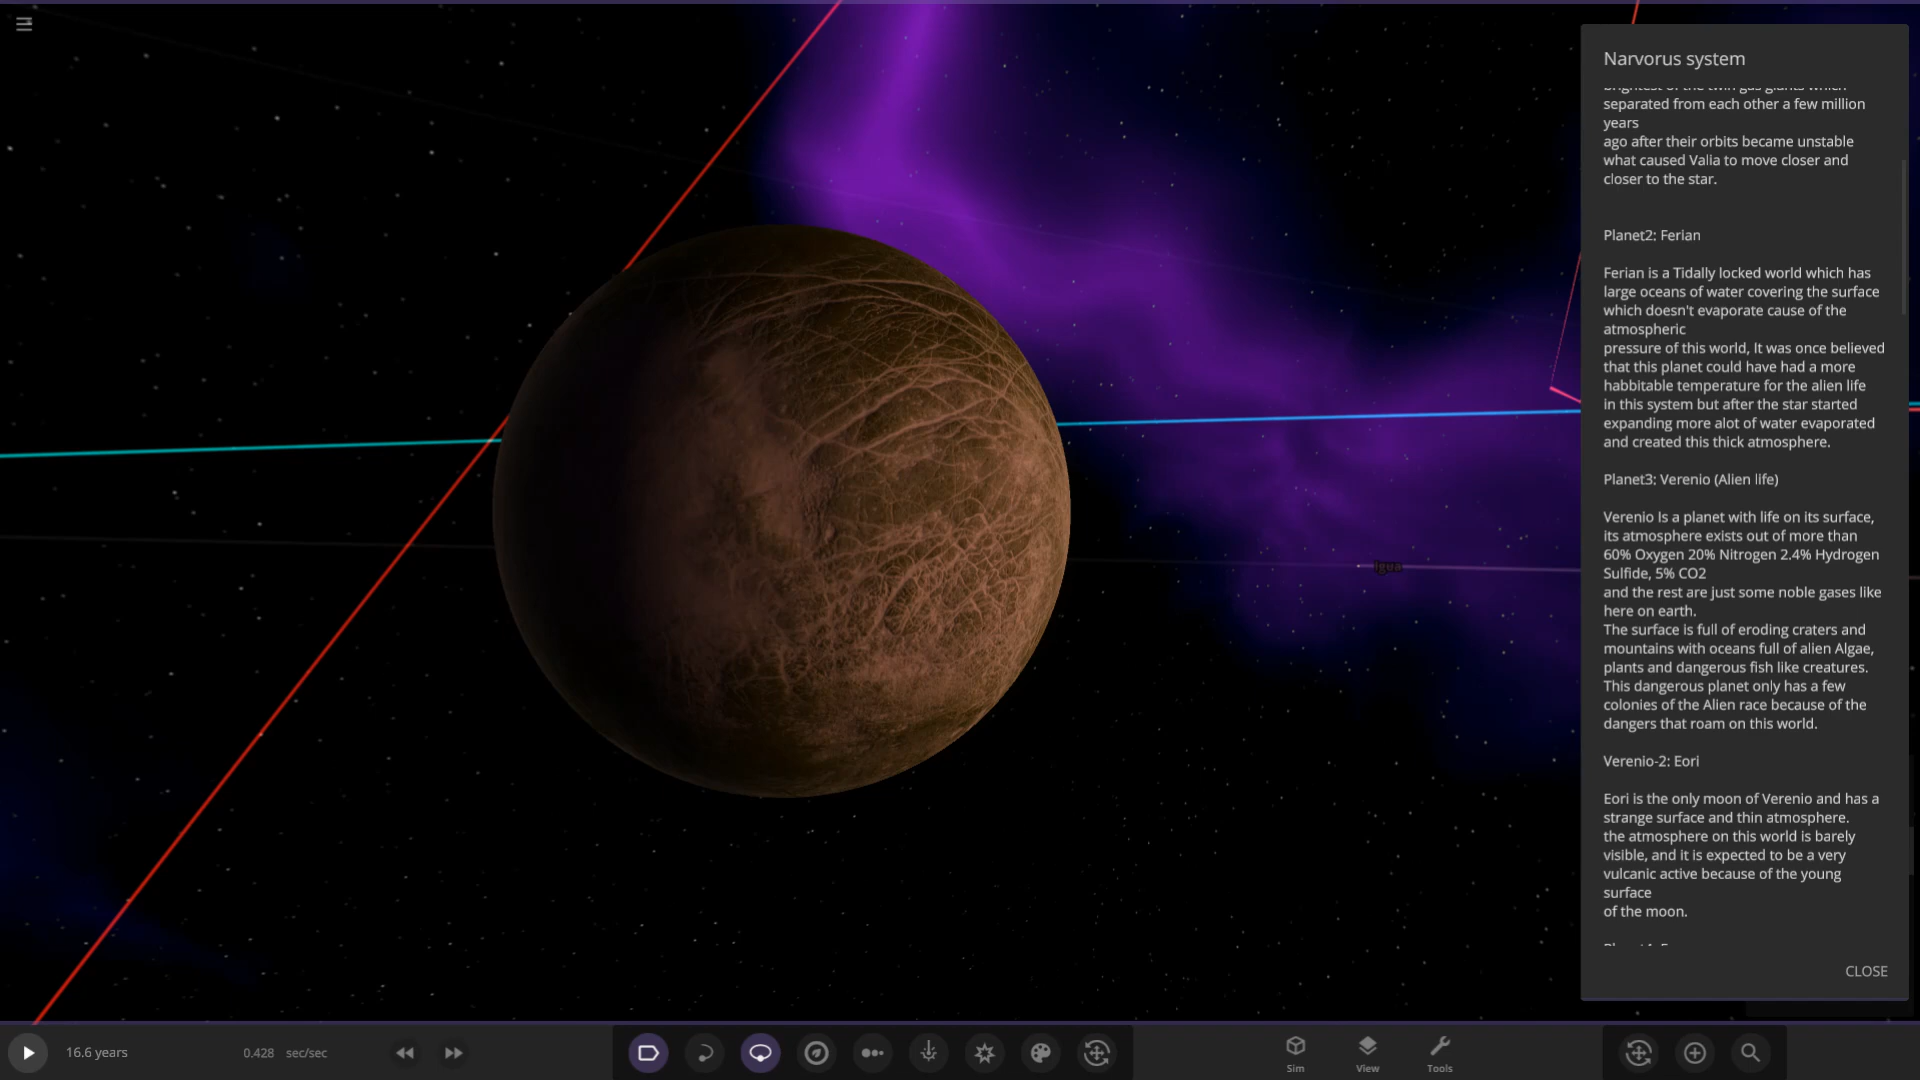 Narvorus system
brightest of the twin gas giants which
separated from each other a few million
years
ago after their orbits became unstable
what caused Valia to move closer and
closer to the star.
Planet2: Ferian
Ferian is a Tidally locked world which has
large oceans of water covering the surface
which doesn't evaporate cause of the
atmospheric
pressure of this world, It was once believed
that this planet could have had a more
habbitable temperature for the alien life
in this system but after the star started
expanding more alot of water evaporated
and created this thick atmosphere.
Planet3: Verenio (Alien life)
Verenio Is a planet with life on its surface,
its atmosphere exists out of more than
60% Oxygen 20% Nitrogen 2.4% Hydrogen
Sulfide, 5% CO2
and the rest are just some noble gases like
here on earth.
The surface is full of eroding craters and
mountains with oceans full of alien Algae,
plants and dangerous fish like creatures.
This dangerous planet only has a few
colonies of the Alien race because of the
dangers that roam on this world.
Verenio-2: Eori
Eori is the only moon of Verenio and has a
strange surface and thin atmosphere.
the atmosphere on this world is barely
visible, and it is expected to be a very
vulcanic active because of the young
surface
of the moon.
CLOSE
Igua
16.6 years
0.428 sec/sec
Sim
View
Tools